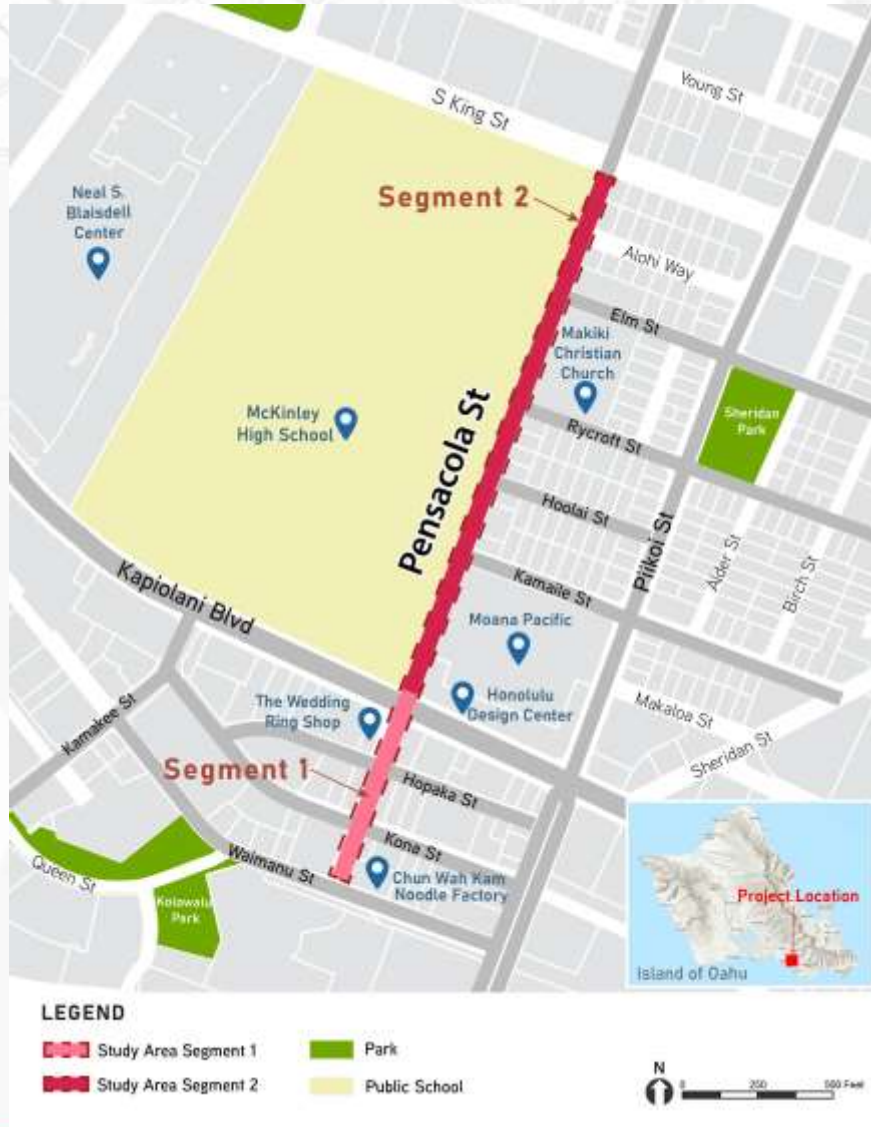 Young St
S King St
Neal S.
Blaisdell
Center
Segment 2
Alohi Way
Elm St
Makiki
Christian
Church
McKinley
High School
Sheridan
Park
Rycroft St
Pensacola St
Hoolai St
Piikoi St
Ader St
Birch St
Kamaile St
Kapiolani Blvd
Moana Pacific
The Wedding
Ring Shop
Honolulu
Design Center
Makaloa St
Kamakee St
Sheridan St
Segment 1
Hopaka St
Kona St
Waimanu St
Queen St
Chun Wah Kam
Noodle Factory
Kolowalu
Park
Project Location
Island of Oahu
LEGEND
Study Area Segment 1
Park
Study Area Segment 2
Public School
N
0 250 500 Feet